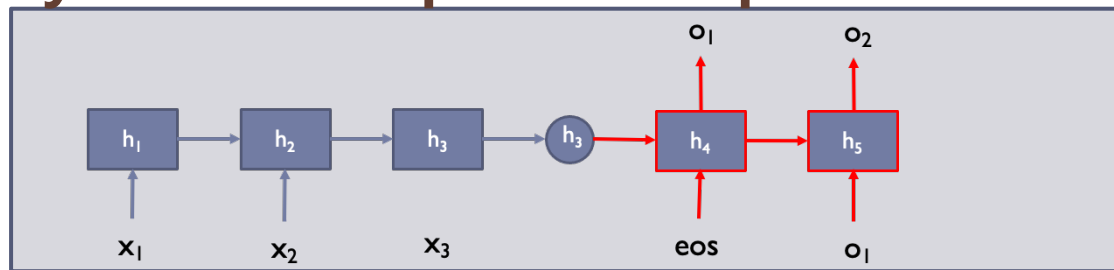 o₁ o₂
h₁ h₂ h₃ h₃ h₄ h₅
x₁ x₂ x₃ eos o₁